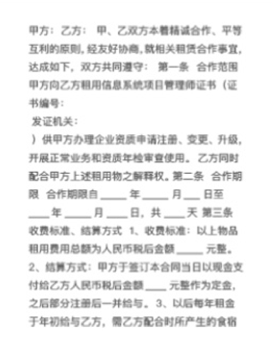 甲方： 乙方： 甲、乙双方本着精诚合作、平等
互利的原则，经友好协商，就相关租赁合作事宜，
达成如下，双方共同遵守： 第一条 合作范围
甲方向乙方租用信息系统项目管理师证书（证
书编号：
发证机关：
）供甲方办理企业资质申请注册、变更、升级，
开展正常业务和资质年检审查使用。 乙方同时
配合甲方上述租用物之解释权。第二条 合作期
限 合作期限自_____年_____月___日至
____年_____月_____日，共____天 第三条
收费标准、结算方式 1、收费标准：以上物品
租用费用总额为人民币税后金额_____元整。
2、结算方式：甲方于签订本合同当日以现金支
付给乙方人民币税后金额____元整作为定金，
之后部分注册后一并给与。 3、以后每年租金
于年初给与乙方，需乙方配合时所产生的食宿